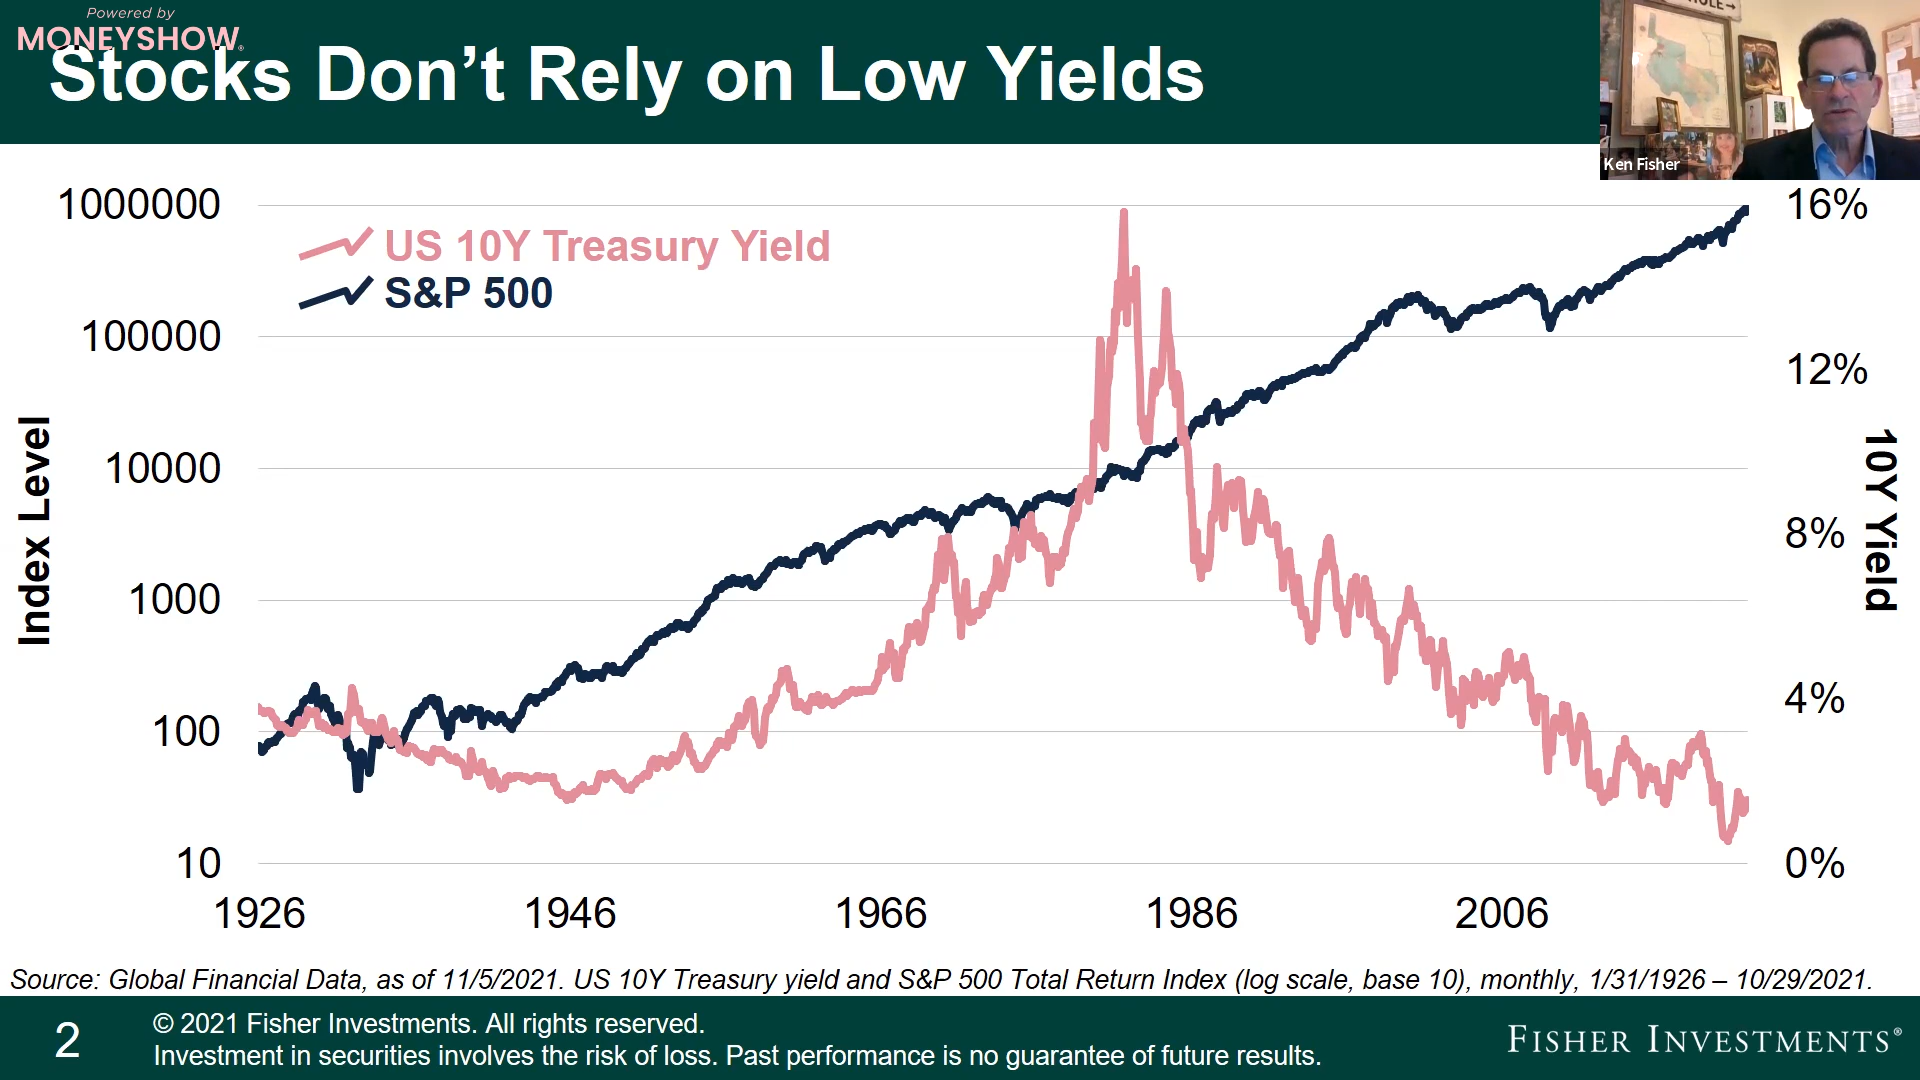 Powered by
MONEYSHOW®
Stocks Don't Rely on Low Yields
OLE→
Ken Fisher
US 10Y Treasury Yield
S&P 500
Index Level
1000000
100000
10000
1000
100
10
16%
12%
8%
4%
0%
10Y Yield
1926 1946 1966 1986 2006
Source: Global Financial Data, as of 11/5/2021. US 10Y Treasury yield and S&P 500 Total Return Index (log scale, base 10), monthly, 1/31/1926 – 10/29/2021.
2
© 2021 Fisher Investments. All rights reserved.
Investment in securities involves the risk of loss. Past performance is no guarantee of future results.
FISHER INVESTMENTS®